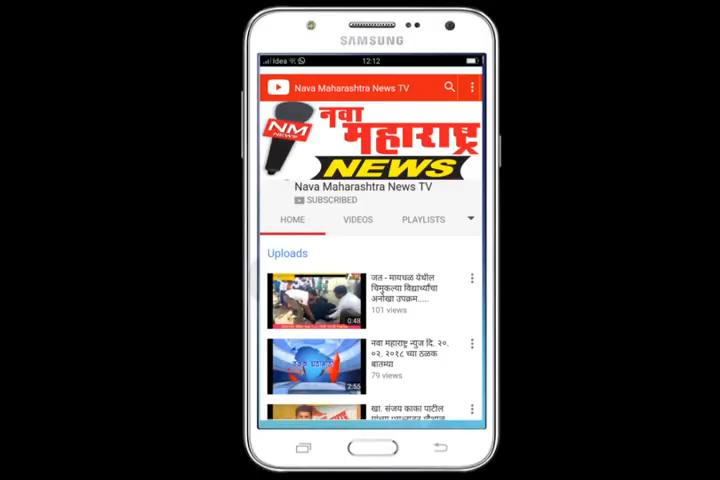 SAMSUNG
Idea
12:12
Nava Maharashtra News TV
NM
NEWS
नवा
महाराष्ट्र
NEWS
Nava Maharashtra News TV
SUBSCRIBED
HOME VIDEOS PLAYLISTS
Uploads
जत - मायथळ येथील
चिमुकल्या विद्यार्थ्यांचा
अनोखा उपक्रम.....
101 views
0:48
नवा महाराष्ट्र न्युज दि. २०.
०२. २०१८ च्या ठळक
बातम्या
79 views
2:55
खा. संजय काका पाटील